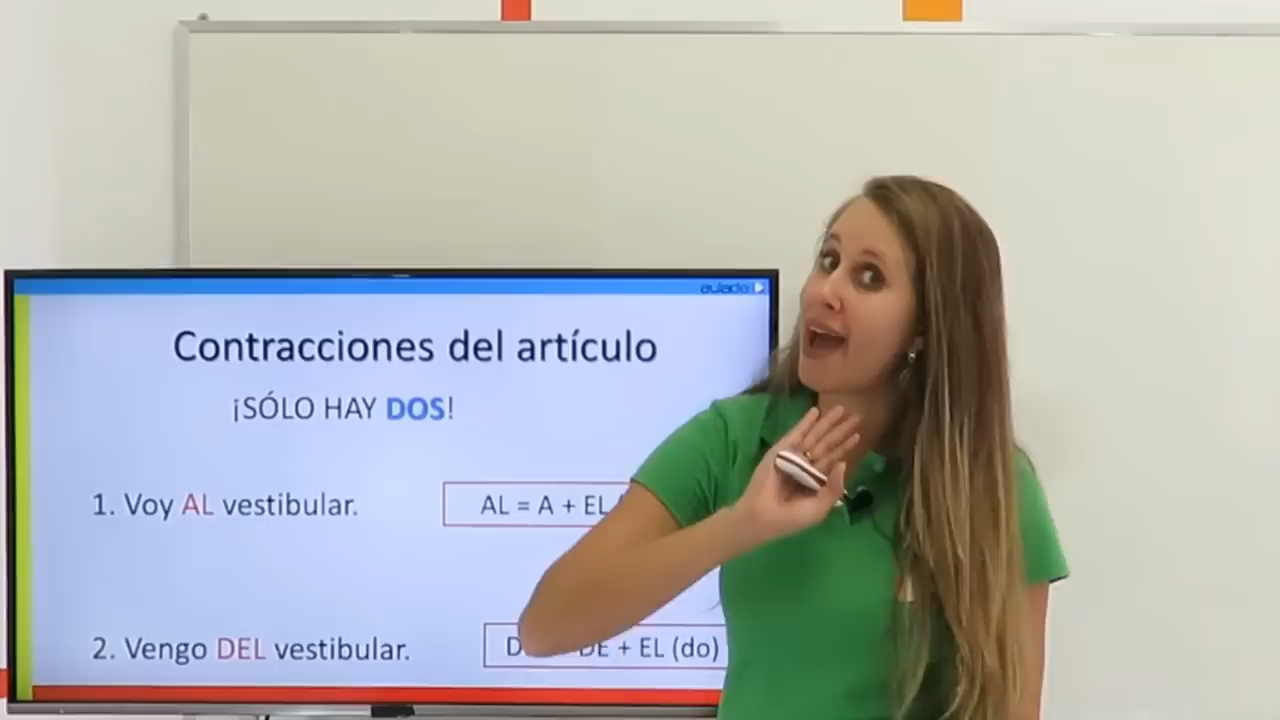 aulade
Contracciones del artículo
¡SÓLO HAY DOS!
1. Voy AL vestibular.
AL = A + EL
2. Vengo DEL vestibular.
DE + EL (do)